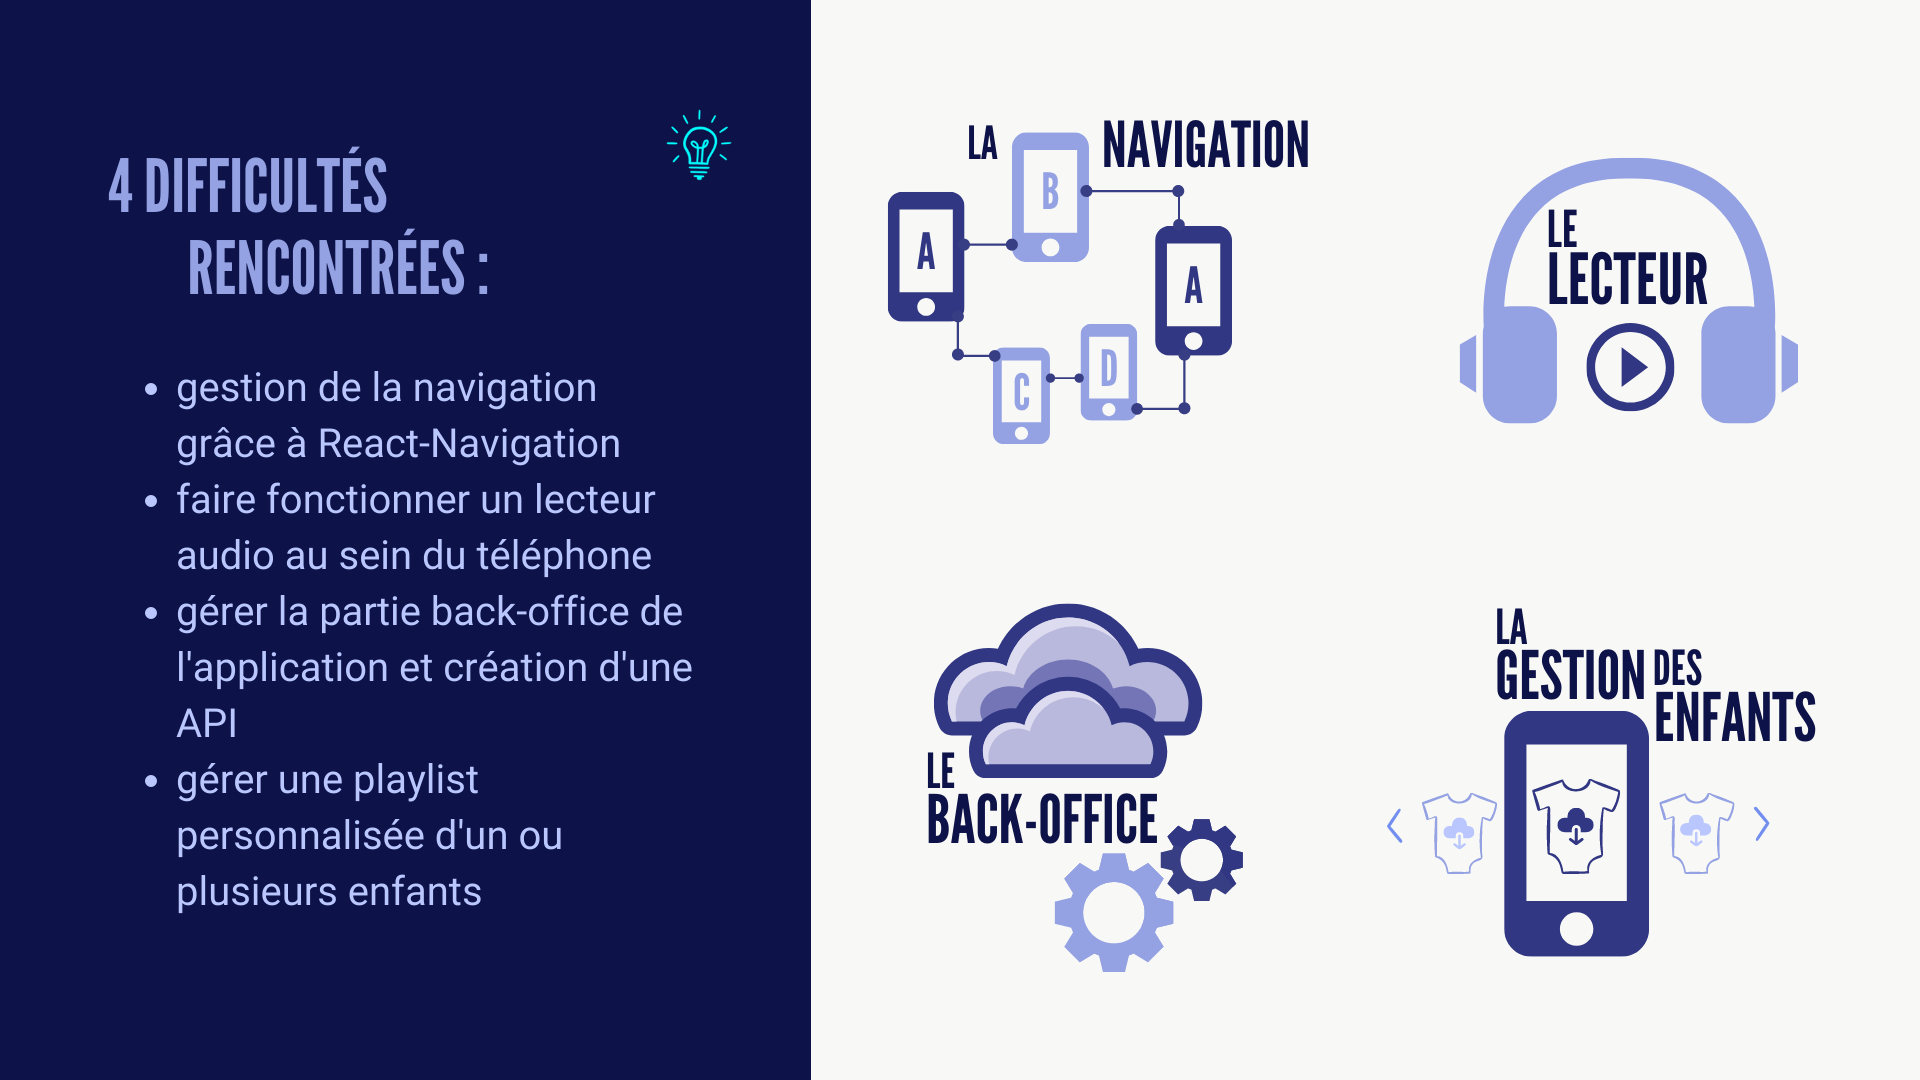 4 DIFFICULTÉS
RENCONTRÉES :
• gestion de la navigation
grâce à React-Navigation
• faire fonctionner un lecteur
audio au sein du téléphone
• gérer la partie back-office de
l'application et création d'une
API
• gérer une playlist
personnalisée d'un ou
plusieurs enfants
LA NAVIGATION
A
B
A
C
D
LE
LECTEUR
LE
BACK-OFFICE
LA
GESTION DES
ENFANTS